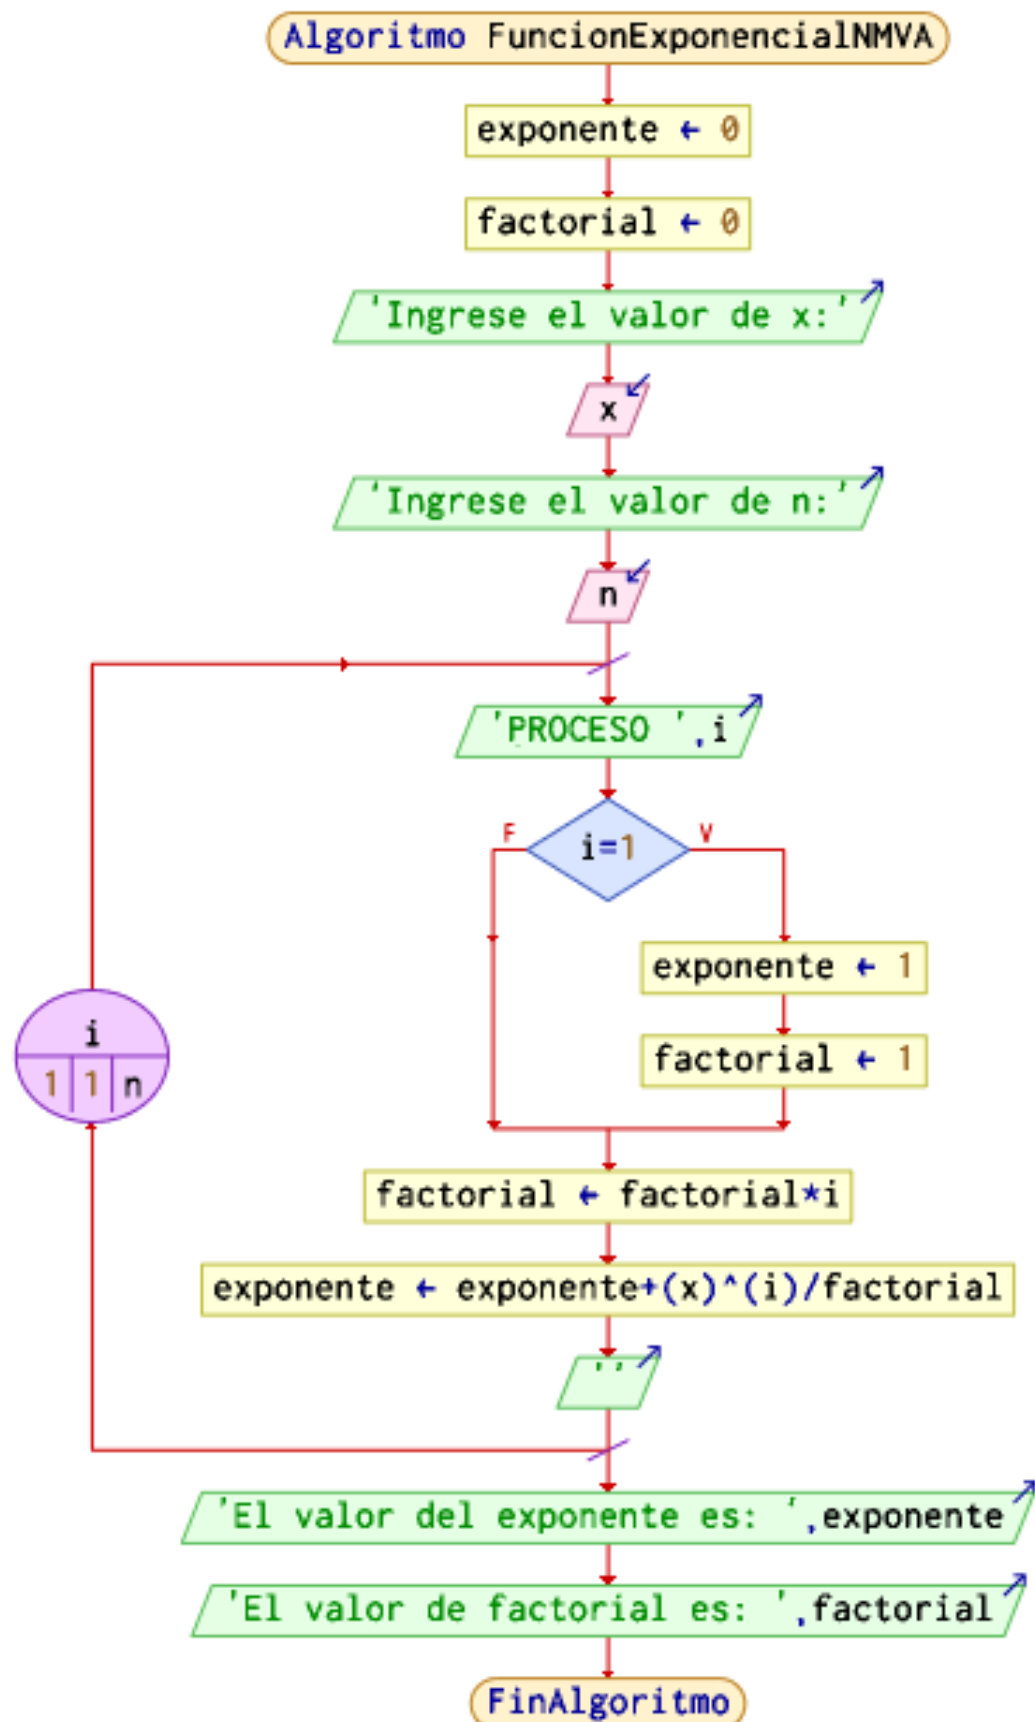 Algoritmo FuncionExponencialNMVA
exponente ← 0
factorial ← 0
'Ingrese el valor de x:'
x
'Ingrese el valor de n:'
n
'PROCESO ',i
F
i=1
V
exponente ← 1
factorial ← 1
i
1 1 n
factorial ← factorial*i
exponente ← exponente+(x)^(i)/factorial
''
'El valor del exponente es: ',exponente
'El valor de factorial es: ',factorial
FinAlgoritmo